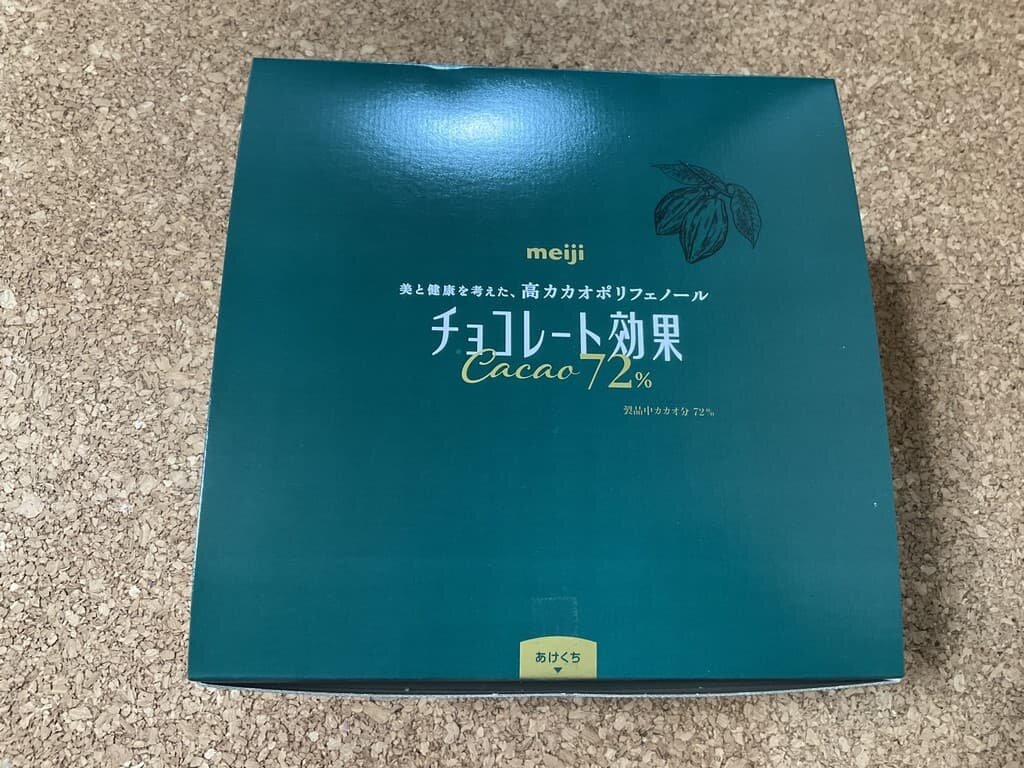 meiji
美と健康を考えた、高カカオポリフェノール
チョコレート効果
Cacao 72%
製品中カカオ分 72%
あけくち